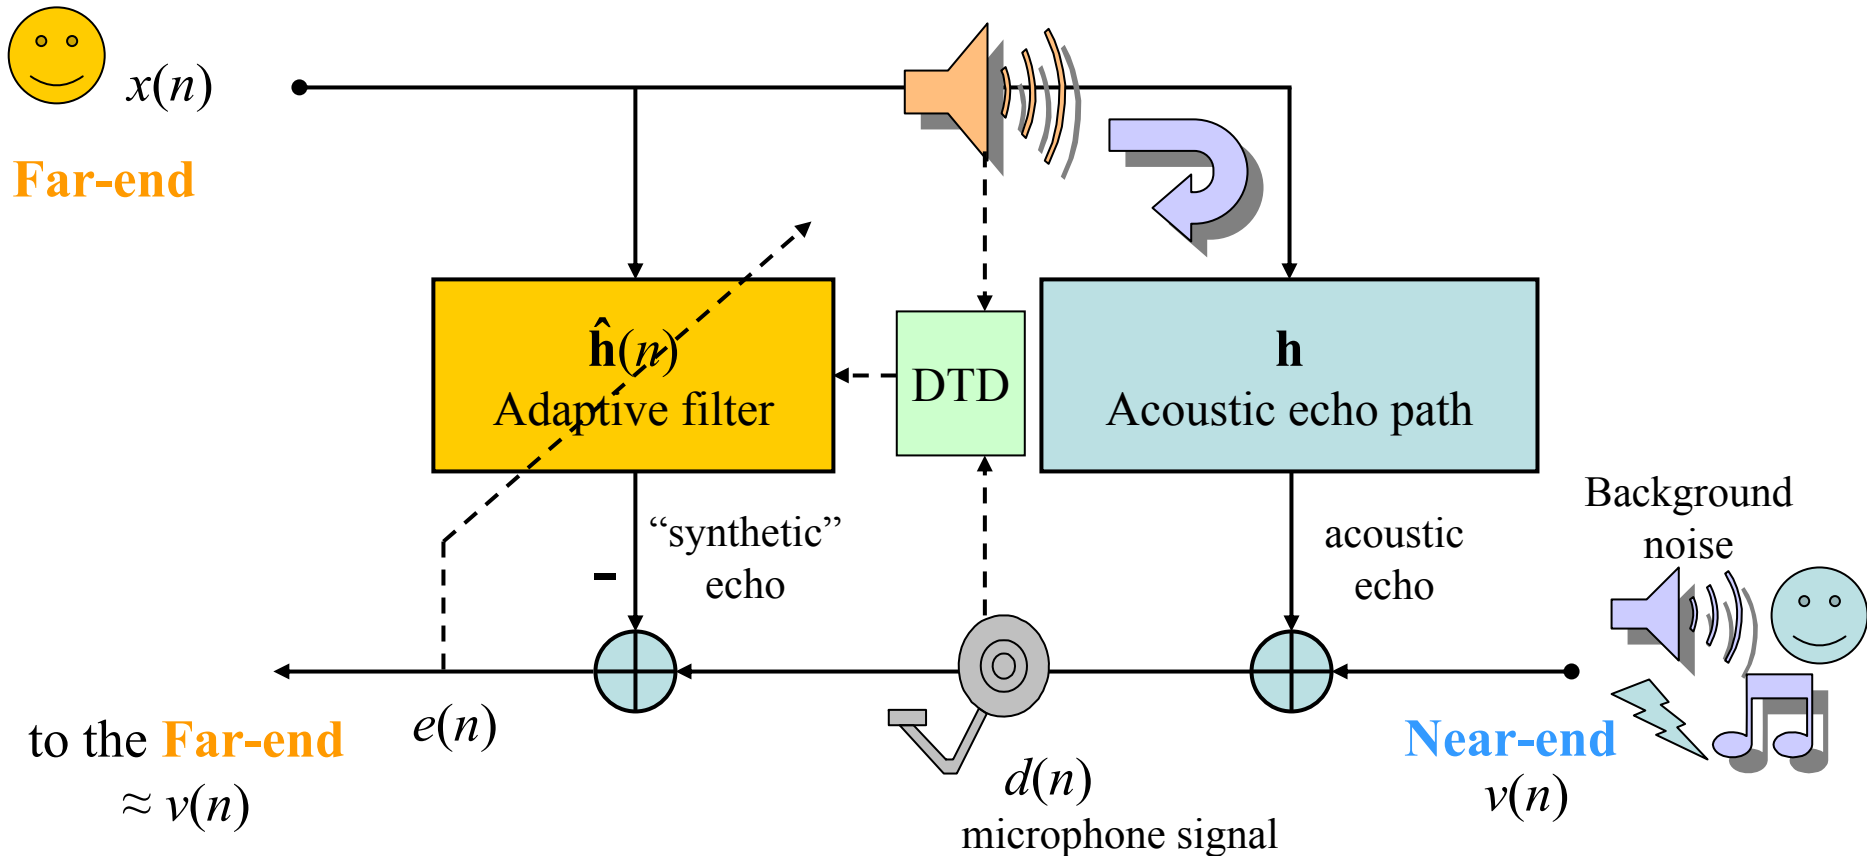 x(n)
Far-end
ĥ(n)
Adaptive filter
DTD
h
Acoustic echo path
“synthetic”
echo
-
acoustic
echo
Background
noise
to the Far-end
≈ v(n)
e(n)
d(n)
microphone signal
Near-end
v(n)